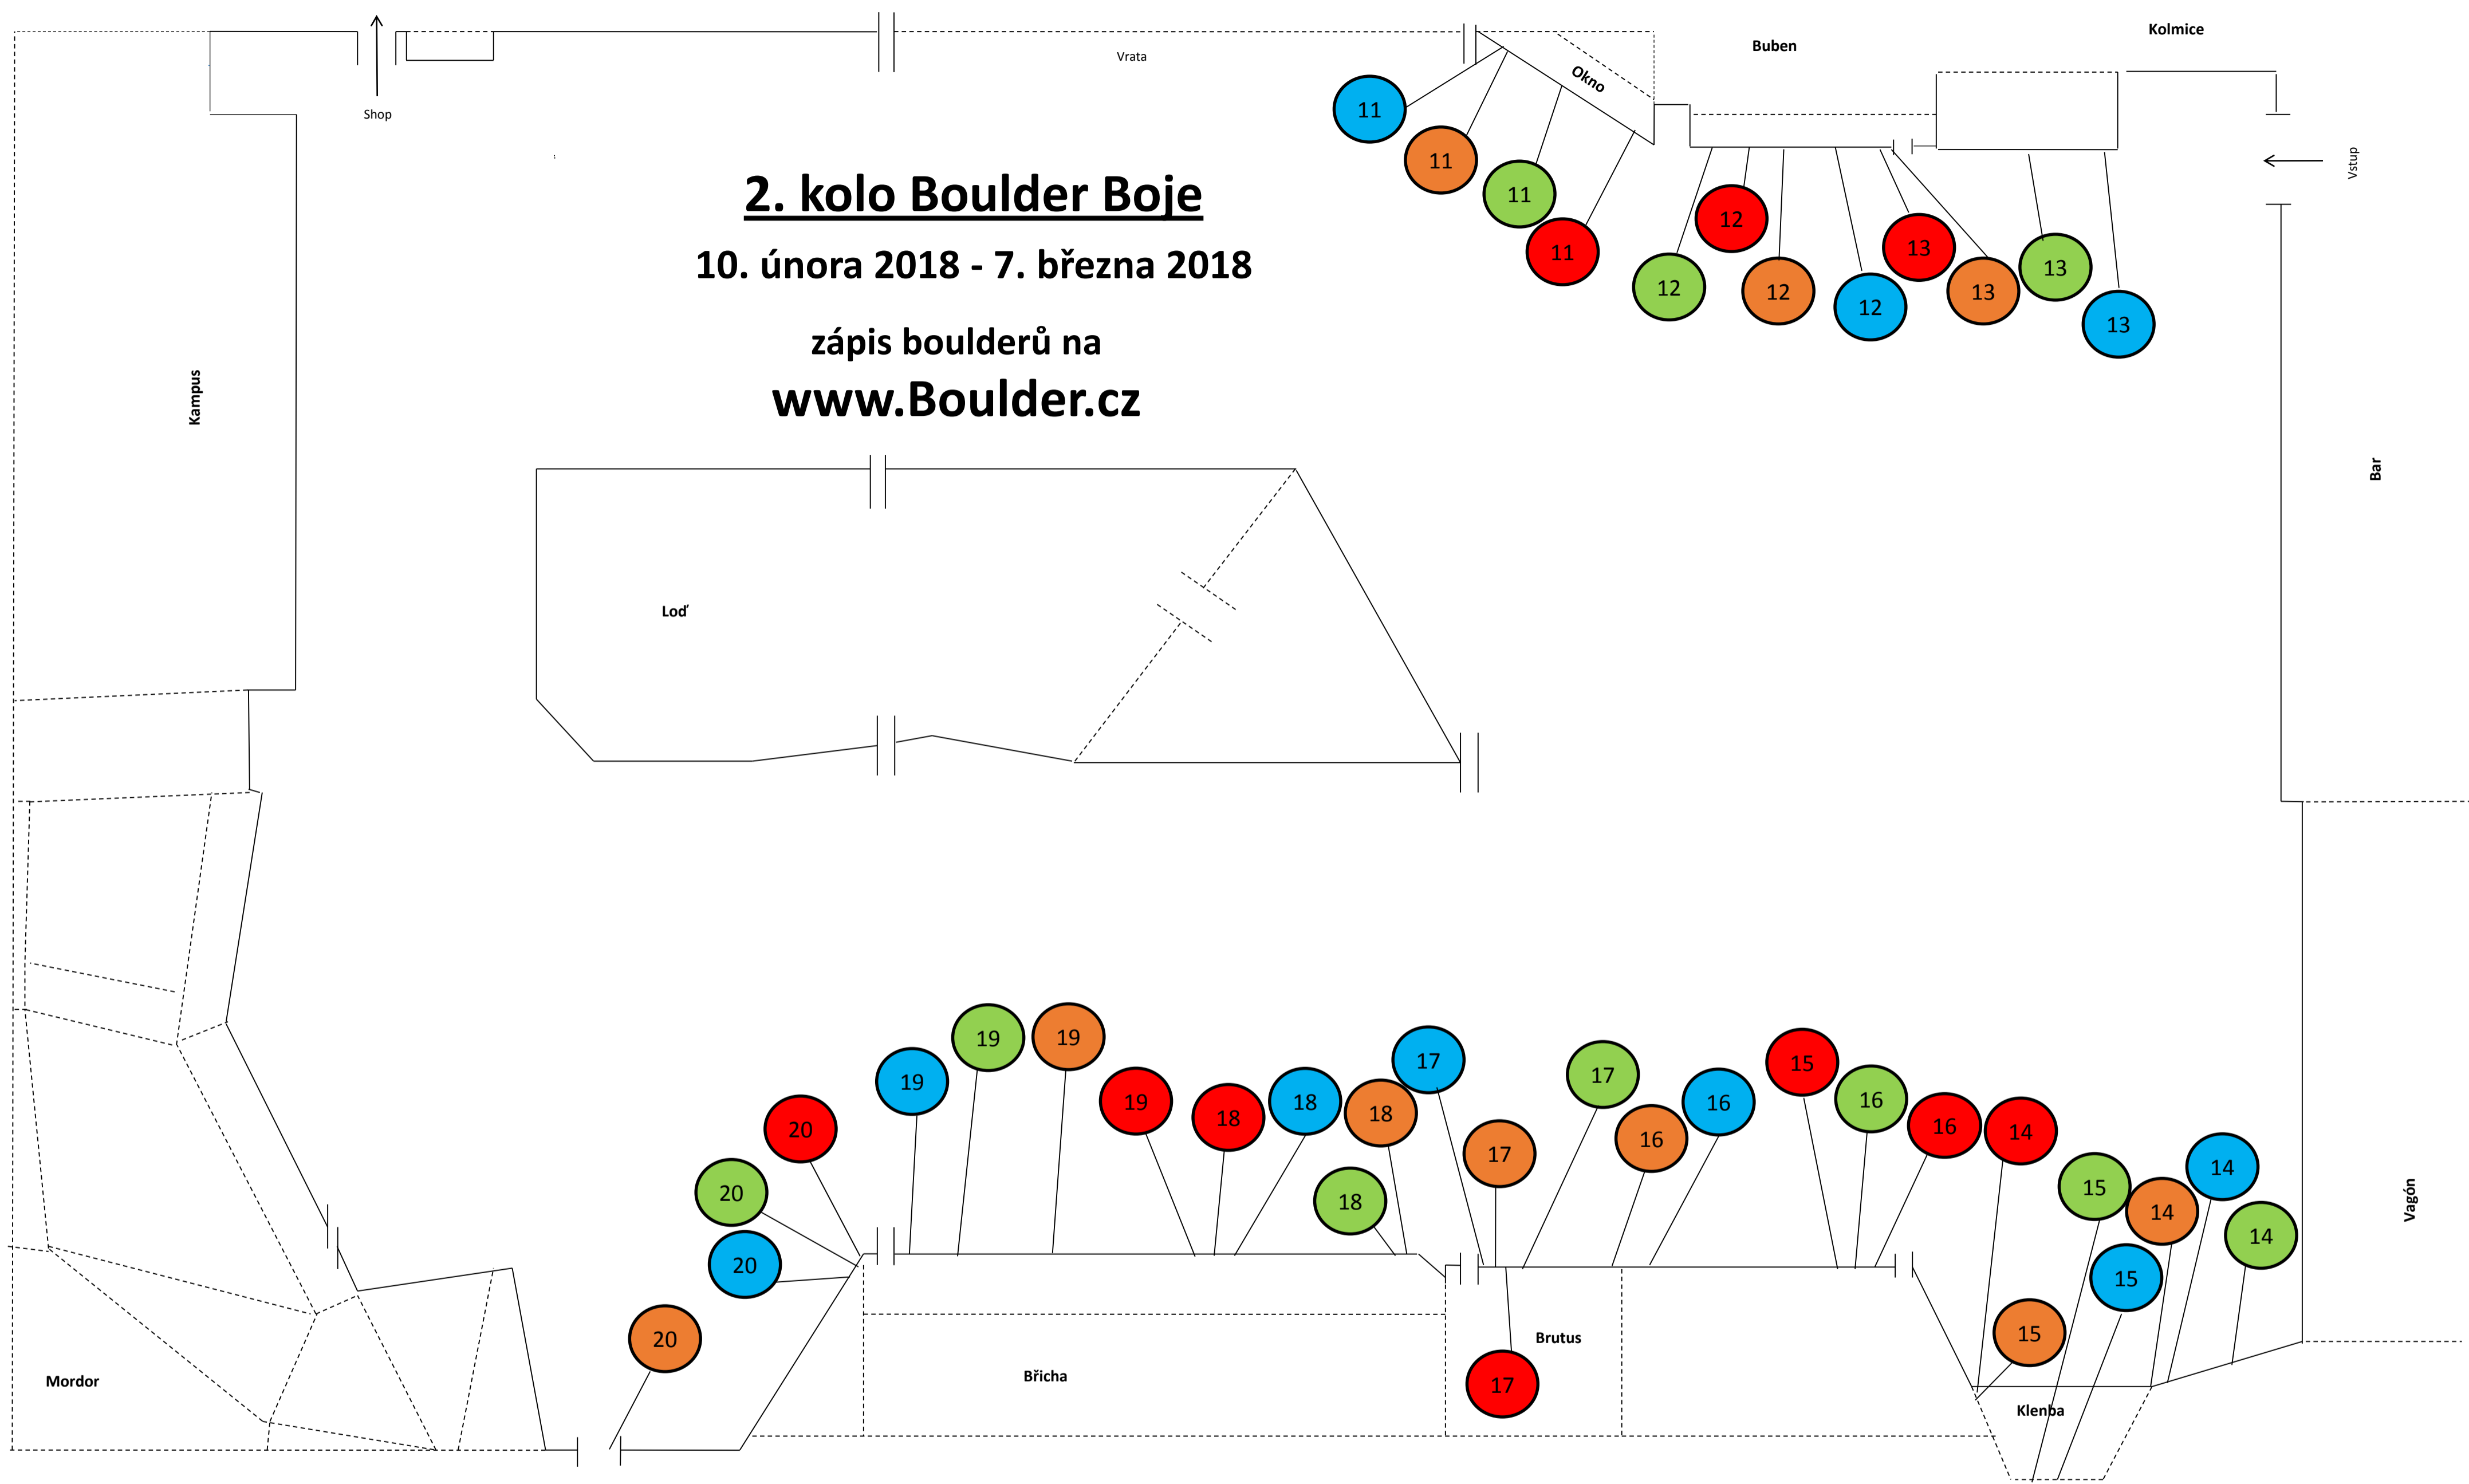 Kolmice
Buben
Vrata
Okno
Shop
Vstup
11
11
11
11
12
12
12
12
13
13
13
13
2. kolo Boulder Boje
10. února 2018 - 7. března 2018
zápis boulderů na
www.Boulder.cz
Kampus
Bar
Loď
19
19
19
19
18
18
18
18
17
17
17
17
16
16
16
16
15
15
15
15
14
14
14
14
20
20
20
20
Vagón
Brutus
Břicha
Mordor
Klenba